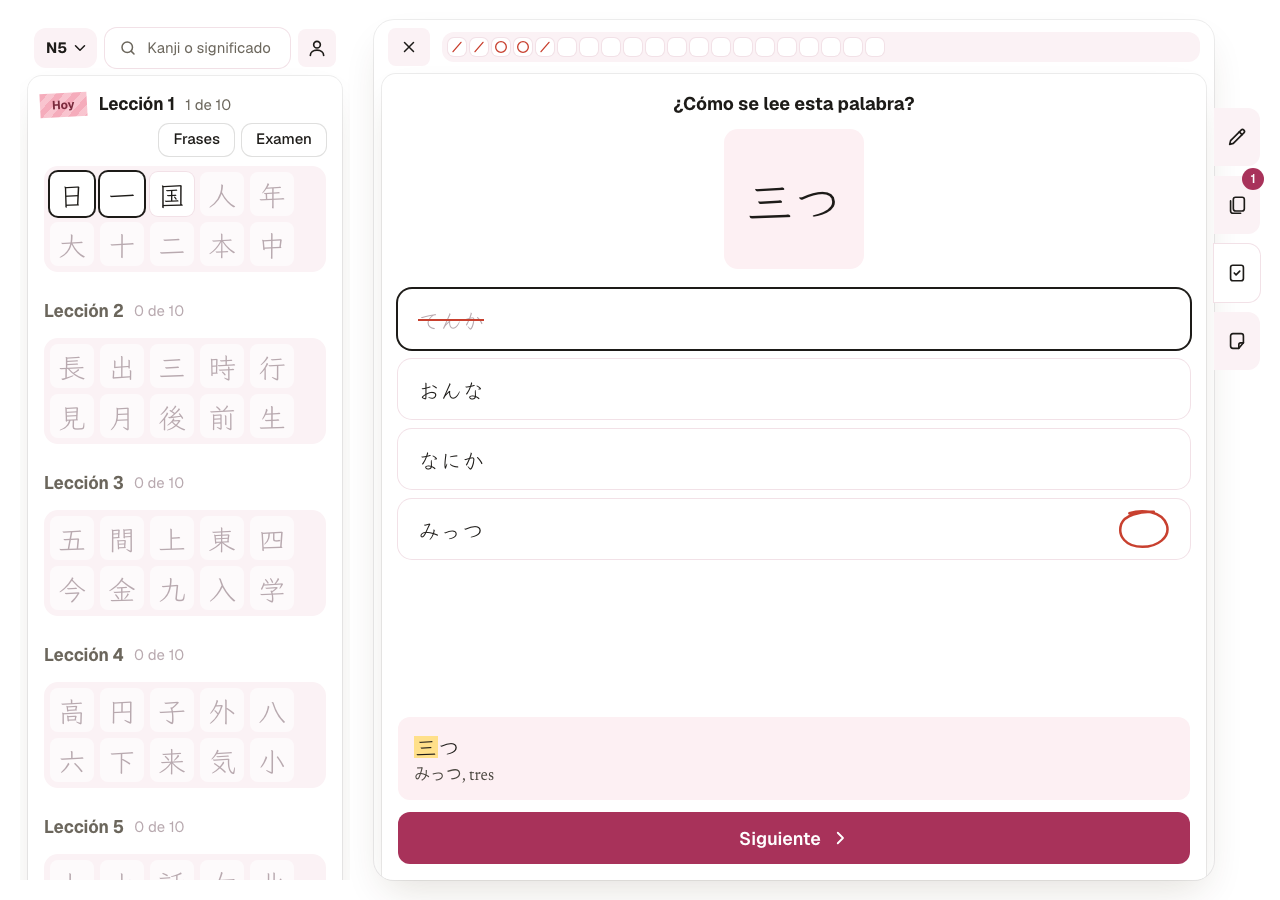 N5
Kanji o significado
Hoy
Lección 1 1 de 10
Frases
Examen
日 一 国 人 年
大 十 二 本 中
Lección 2 0 de 10
長 出 三 時 行
見 月 後 前 生
Lección 3 0 de 10
五 間 上 東 四
今 金 九 入 学
Lección 4 0 de 10
高 円 子 外 八
六 下 来 気 小
Lección 5 0 de 10
¿Cómo se lee esta palabra?
三つ
てんか
おんな
なにか
みっつ
三つ
みっつ, tres
Siguiente
1